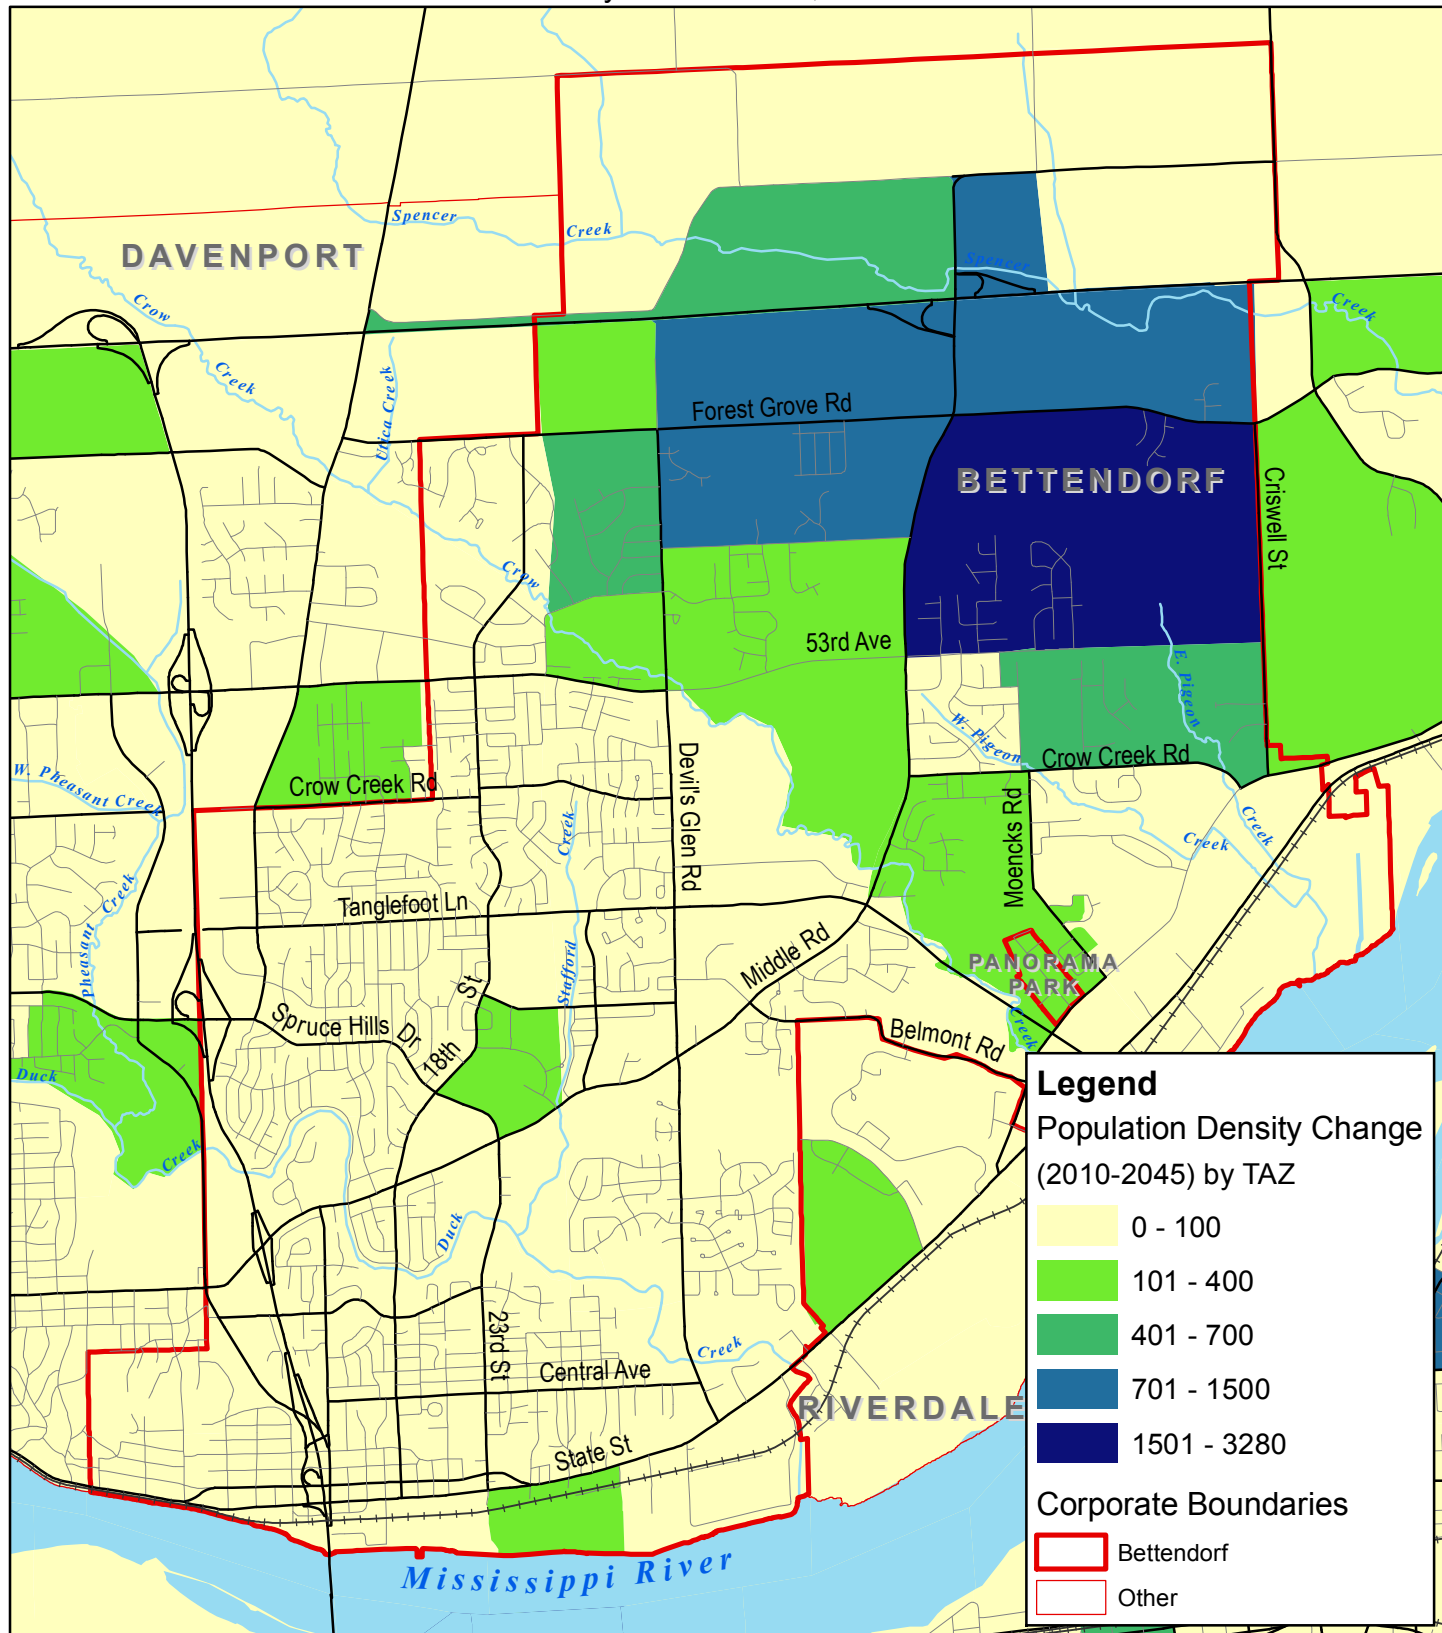 Spencer
Creek
DAVENPORT
Spencer
Creek
Crow
Creek
Utica Creek
Forest Grove Rd
BETTENDORF
Criswell St
Crow
53rd Ave
E. Pigeon
W. Pigeon
Crow Creek Rd
Crow Creek Rd
W. Pheasant Creek
Devil's Glen Rd
Moencks Rd
Creek
Creek
Creek
Pheasant Creek
Tanglefoot Ln
Stafford
Middle Rd
PANORAMA
PARK
Creek
Spruce Hills Dr
18th St
Belmont Rd
Duck
Creek
Duck
Creek
23rd St
Central Ave
RIVERDALE
State St
Mississippi River
Legend
Population Density Change
(2010-2045) by TAZ
0 - 100
101 - 400
401 - 700
701 - 1500
1501 - 3280
Corporate Boundaries
Bettendorf
Other